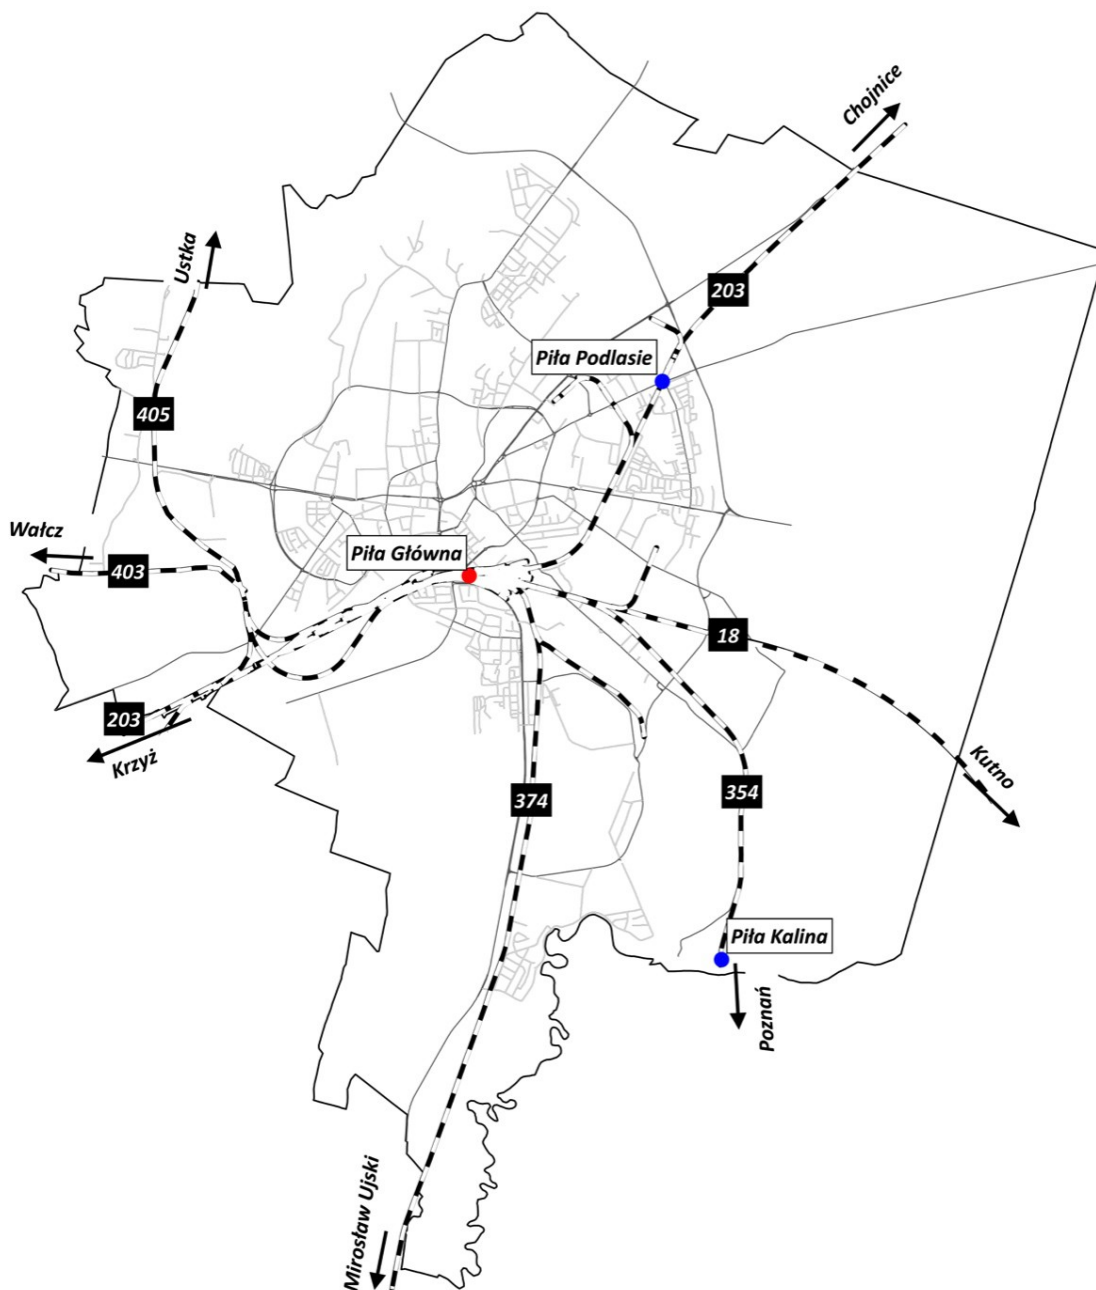 Chojnice
Ustka
203
Piła Podlasie
405
Wałcz
Piła Główna
403
18
203
Krzyż
Kutno
374
354
Piła Kalina
Poznań
Mirosław Ujski